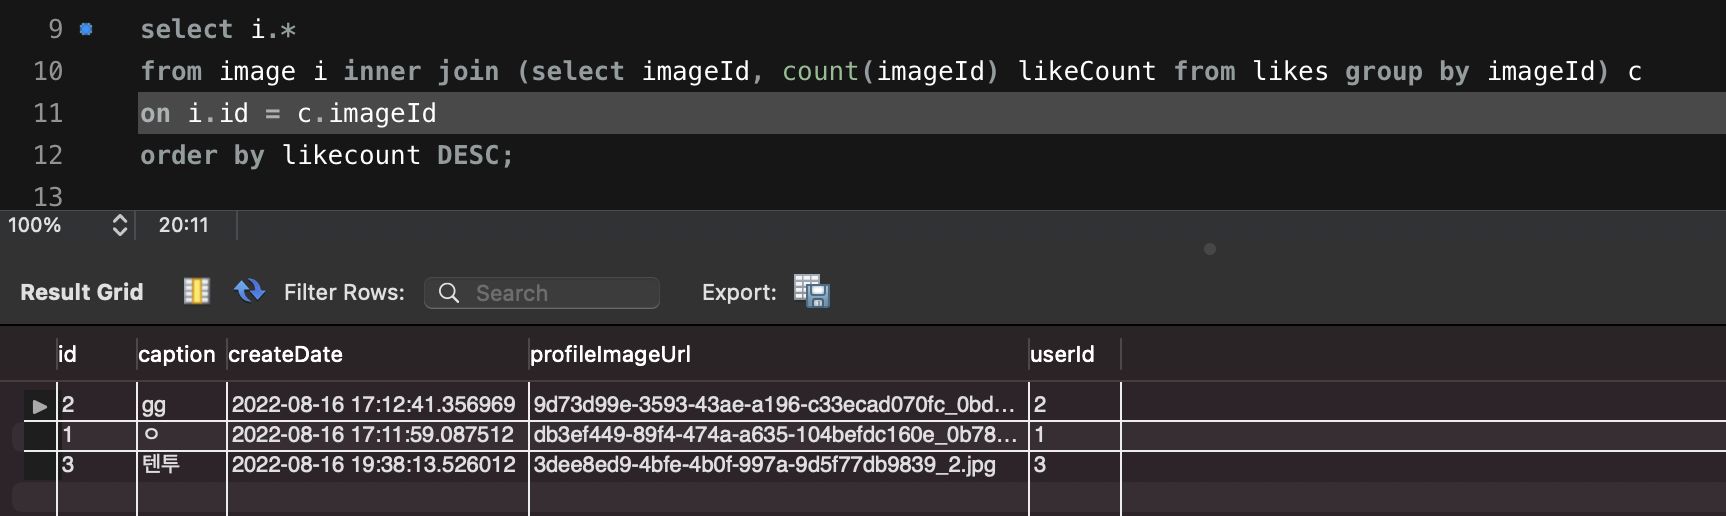 9 select i.*
10 from image i inner join (select imageId, count(imageId) likeCount from likes group by imageId) c
11 on i.id = c.imageId
12 order by likecount DESC;
13
100% 20:11
Result Grid Filter Rows: Search Export:
id caption createDate profileImageUrl userId
2 gg 2022-08-16 17:12:41.356969 9d73d99e-3593-43ae-a196-c33ecad070fc_0bd... 2
1 ㅇ 2022-08-16 17:11:59.087512 db3ef449-89f4-474a-a635-104befdc160e_0b78... 1
3 텐투 2022-08-16 19:38:13.526012 3dee8ed9-4bfe-4b0f-997a-9d5f77db9839_2.jpg 3